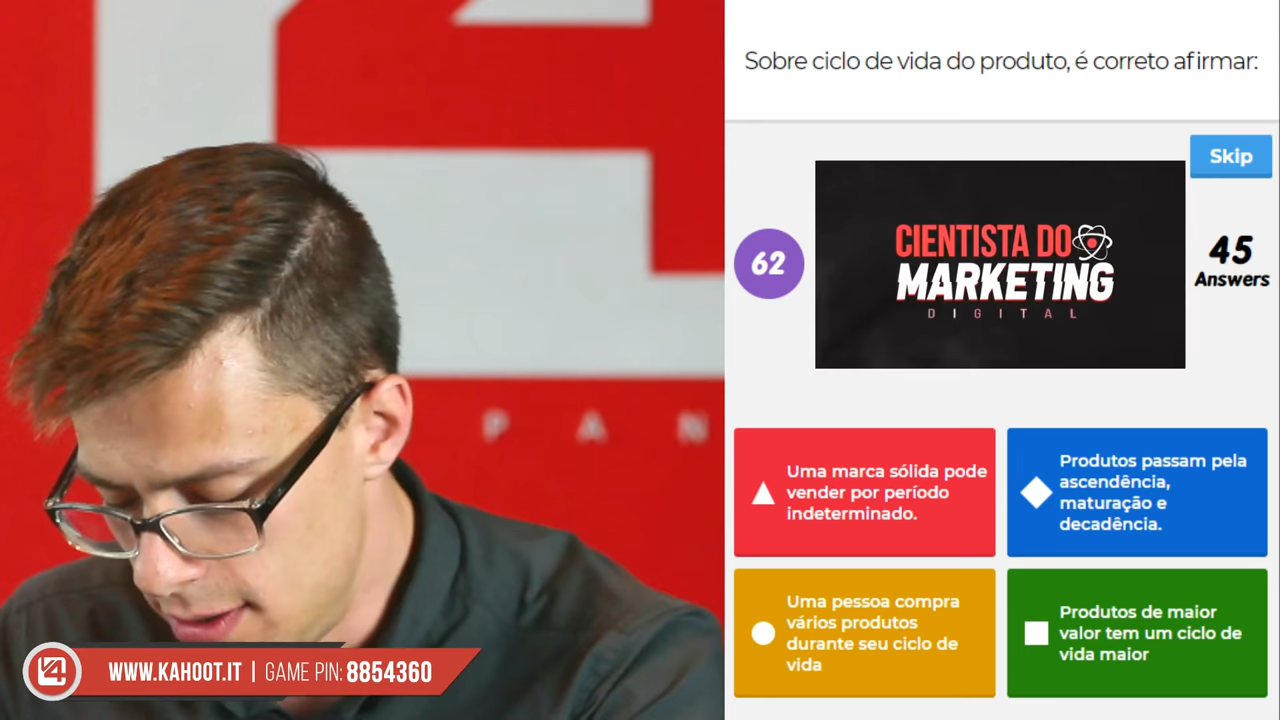 Sobre ciclo de vida do produto, é correto afirmar:
Skip
62
CIENTISTA DO
MARKETING
DIGITAL
45
Answers
PAN
Uma marca sólida pode
vender por período
indeterminado.
Produtos passam pela
ascendência,
maturação e
decadência.
Uma pessoa compra
vários produtos
durante seu ciclo de
vida
Produtos de maior
valor tem um ciclo de
vida maior
V4
WWW.KAHOOT.IT | GAME PIN: 8854360